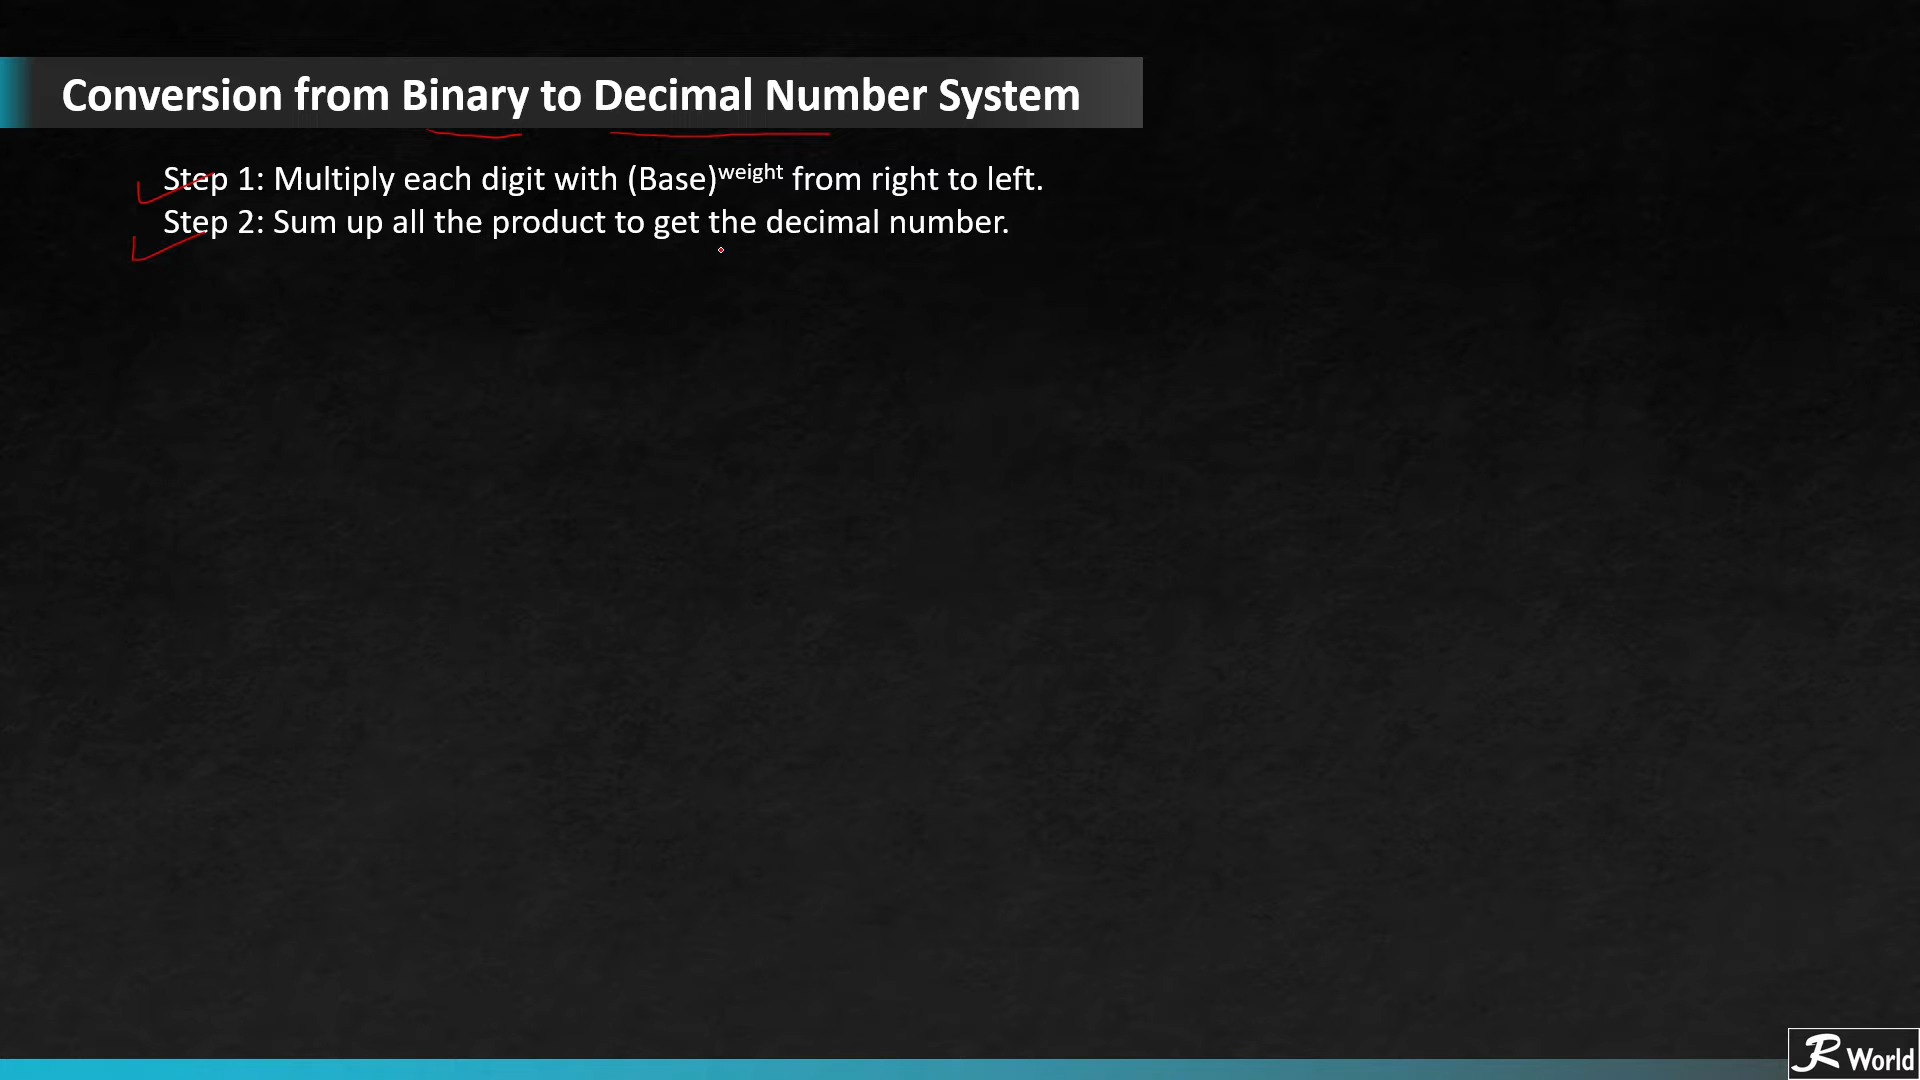 Conversion from Binary to Decimal Number System
Step 1: Multiply each digit with (Base)^weight from right to left.
Step 2: Sum up all the product to get the decimal number.
JR World